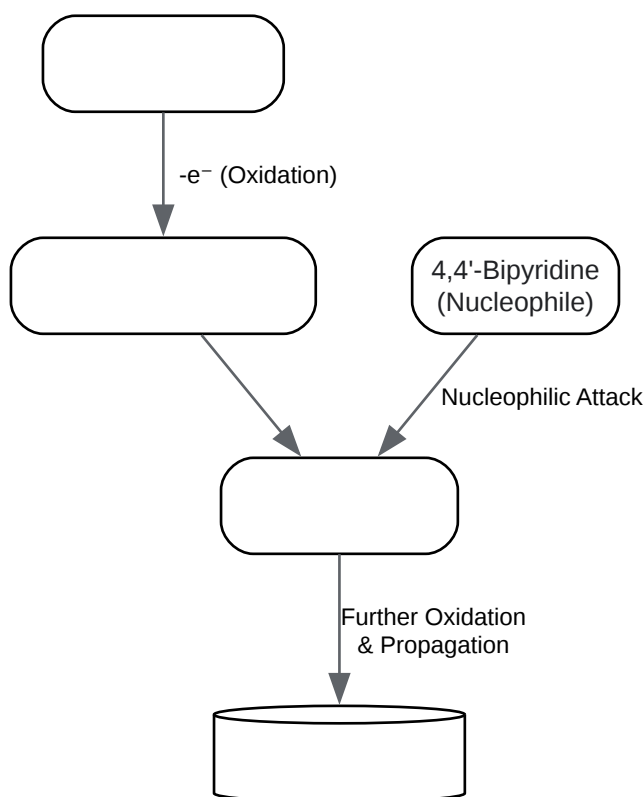 -e⁻ (Oxidation)
4,4'-Bipyridine
(Nucleophile)
Nucleophilic Attack
Further Oxidation
& Propagation